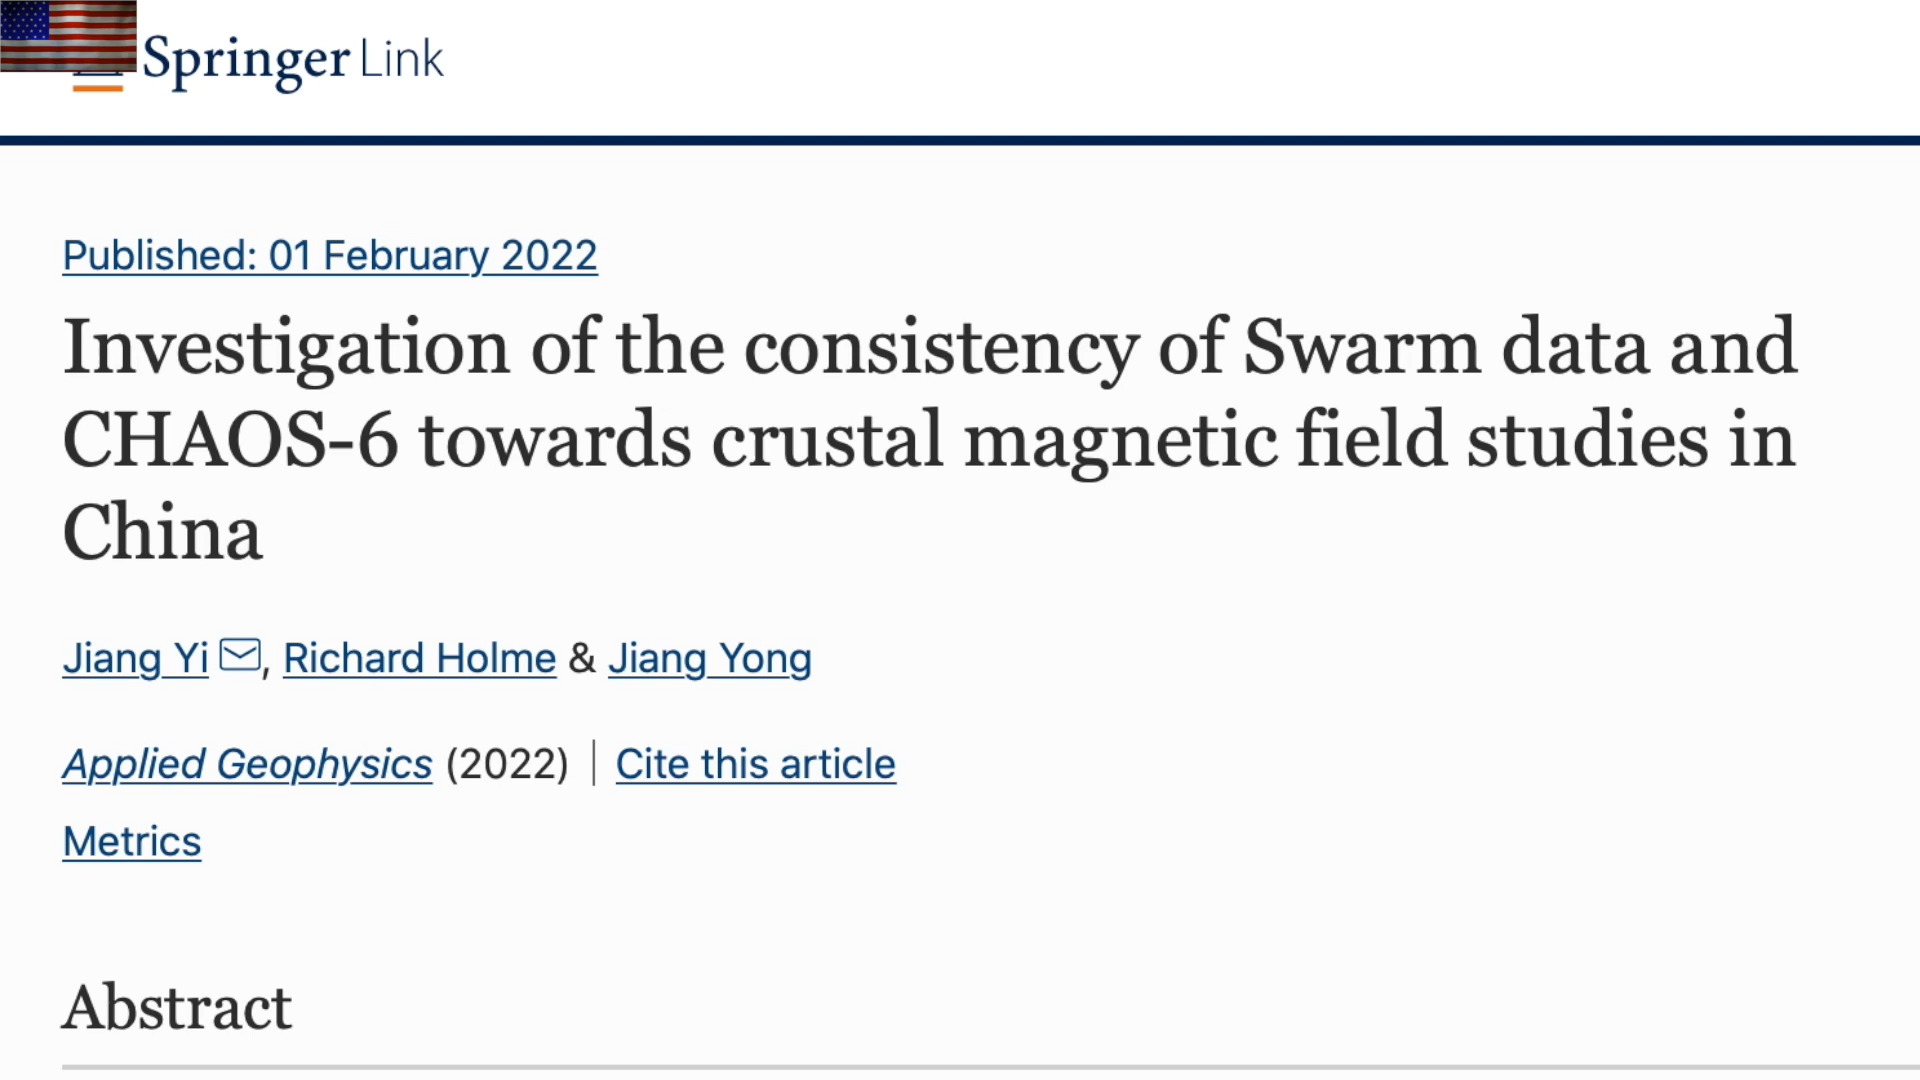 Springer Link
Published: 01 February 2022
Investigation of the consistency of Swarm data and
CHAOS-6 towards crustal magnetic field studies in
China
Jiang Yi, Richard Holme & Jiang Yong
Applied Geophysics (2022) | Cite this article
Metrics
Abstract